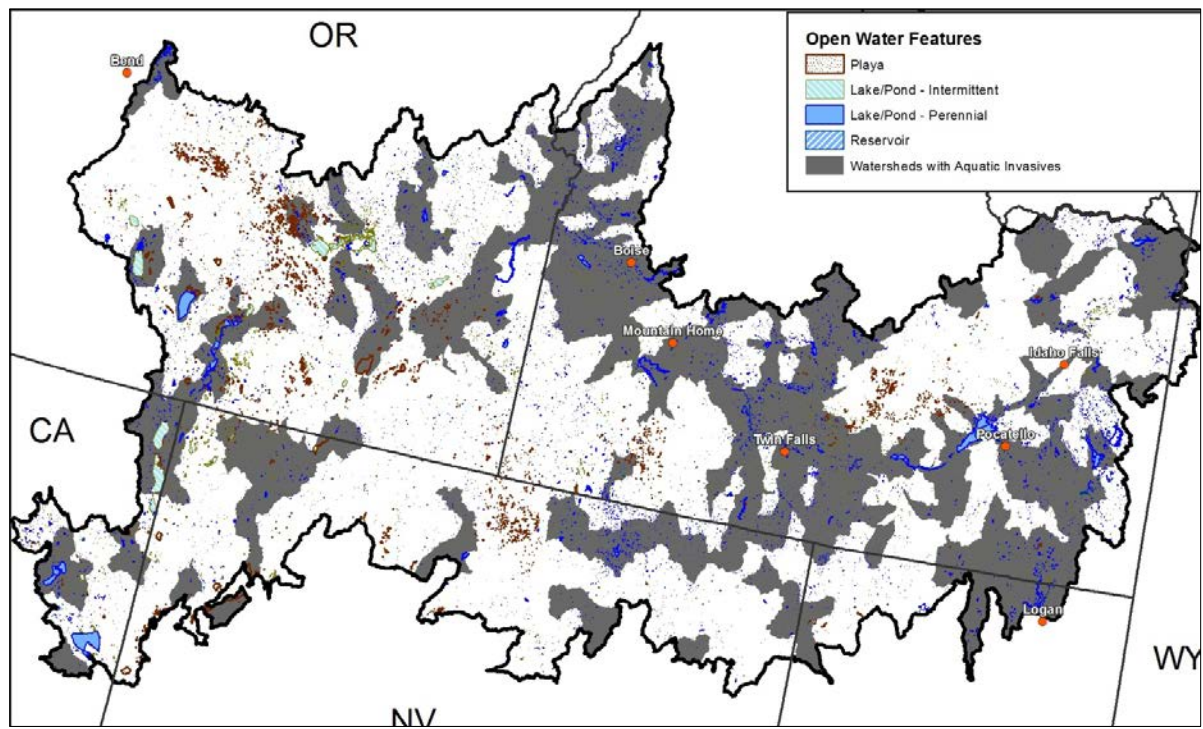 OR
Bend
Open Water Features
Playa
Lake/Pond - Intermittent
Lake/Pond - Perennial
Reservoir
Watersheds with Aquatic Invasives
Boise
Mountain Home
Idaho Falls
CA
Twin Falls
Pocatello
Logan
WY
NV